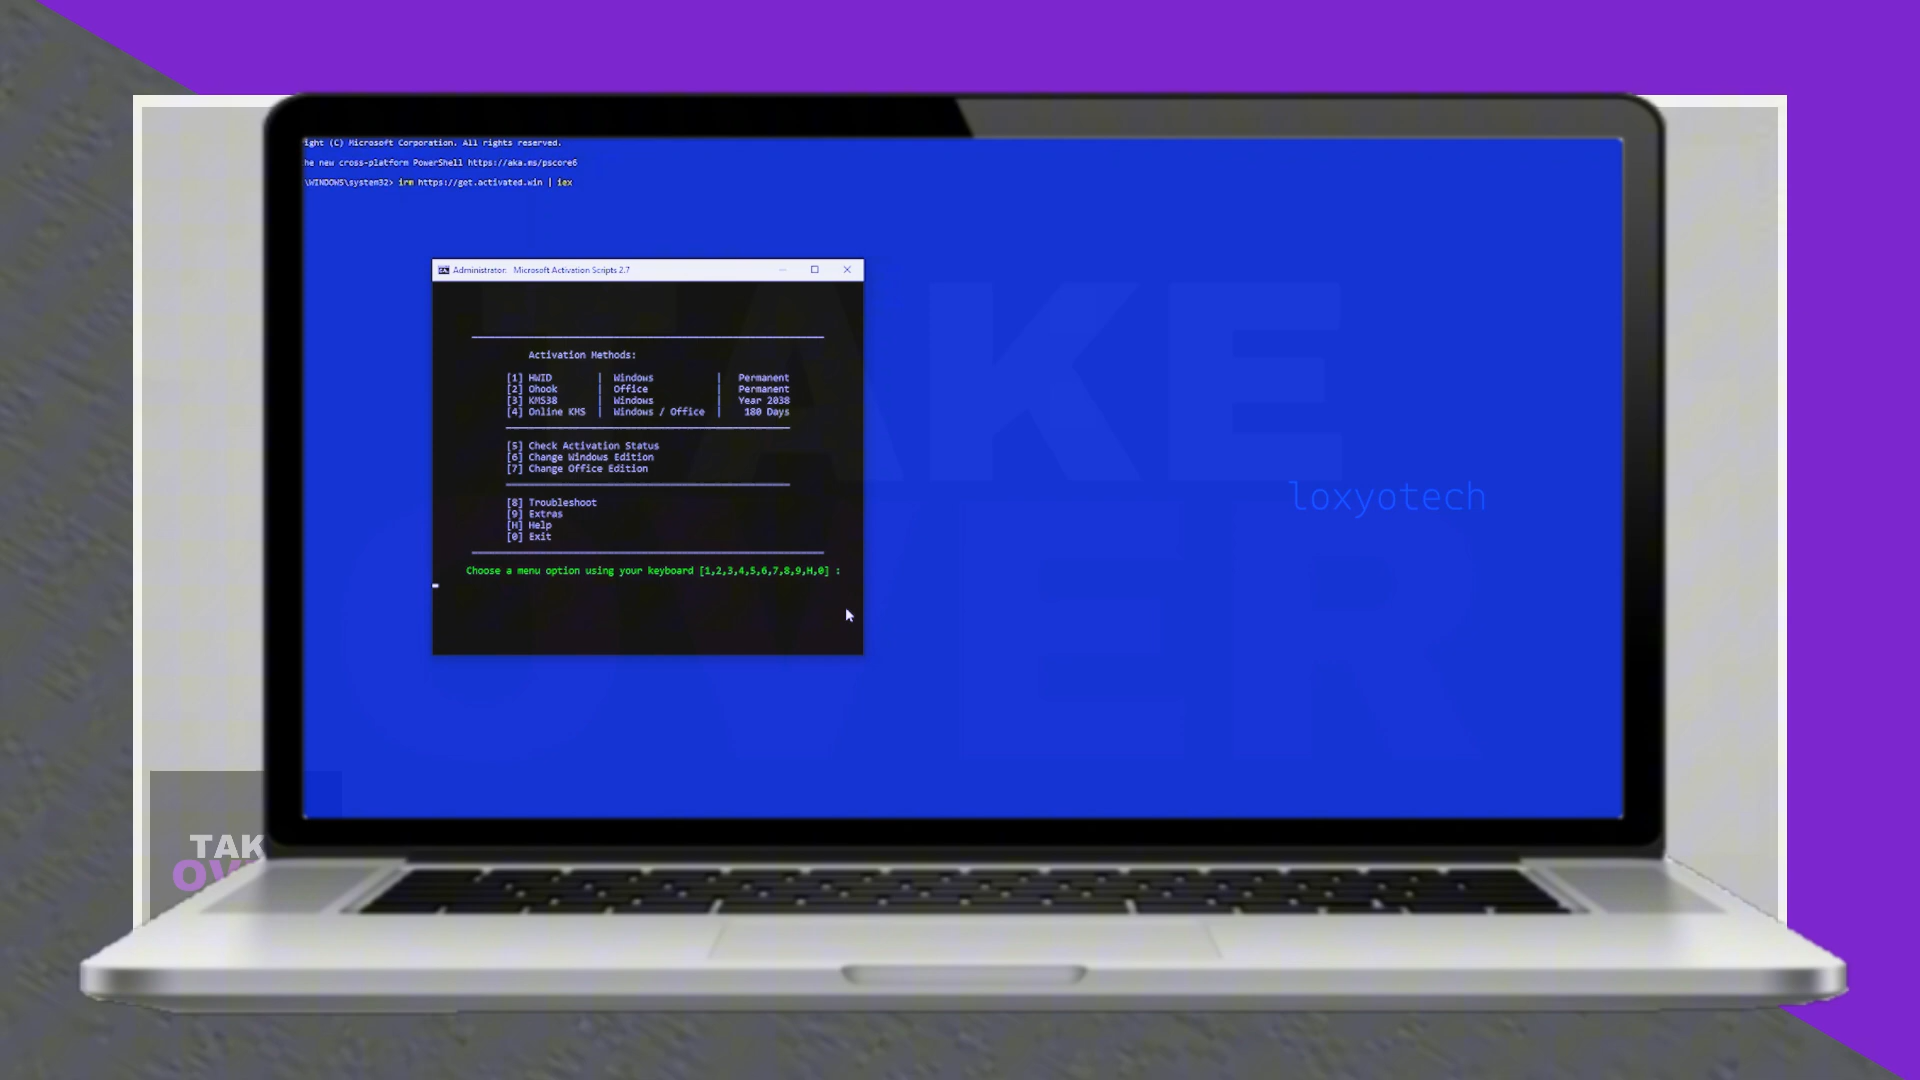 ight (C) Microsoft Corporation. All rights reserved.
he new cross-platform PowerShell https://aka.ms/pscore6
\WINDOWS\system32> irm https://get.activated.win | iex
Administrator: Microsoft Activation Scripts 2.7
Activation Methods:
[1] HWID | Windows | Permanent
[2] Ohook | Office | Permanent
[3] KMS38 | Windows | Year 2038
[4] Online KMS | Windows / Office | 180 Days
[5] Check Activation Status
[6] Change Windows Edition
[7] Change Office Edition
[8] Troubleshoot
[9] Extras
[H] Help
[0] Exit
Choose a menu option using your keyboard [1,2,3,4,5,6,7,8,9,H,0] :
TAKE
OVER
loxyotech
TAK
OV